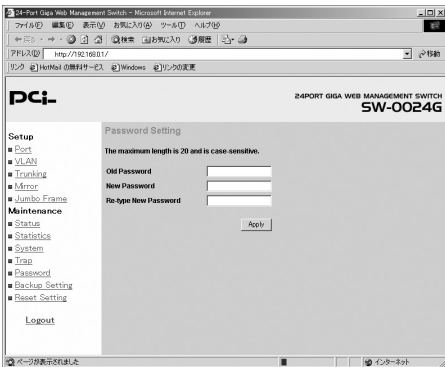 24-Port Giga Web Management Switch - Microsoft Internet Explorer
ファイル(F) 編集(E) 表示(V) お気に入り(A) ツール(T) ヘルプ(H)
戻る 検索 お気に入り 履歴
アドレス(D) http://192.168.0.1/ 移動
リンク HotMail の無料サービス Windows リンクの変更
PCi
24PORT GIGA WEB MANAGEMENT SWITCH
SW-0024G
Setup
Port
VLAN
Trunking
Mirror
Jumbo Frame
Maintenance
Status
Statistics
System
Trap
Password
Backup Setting
Reset Setting
Logout
Password Setting
The maximum length is 20 and is case-sensitive.
Old Password
New Password
Re-type New Password
Apply
ページが表示されました インターネット